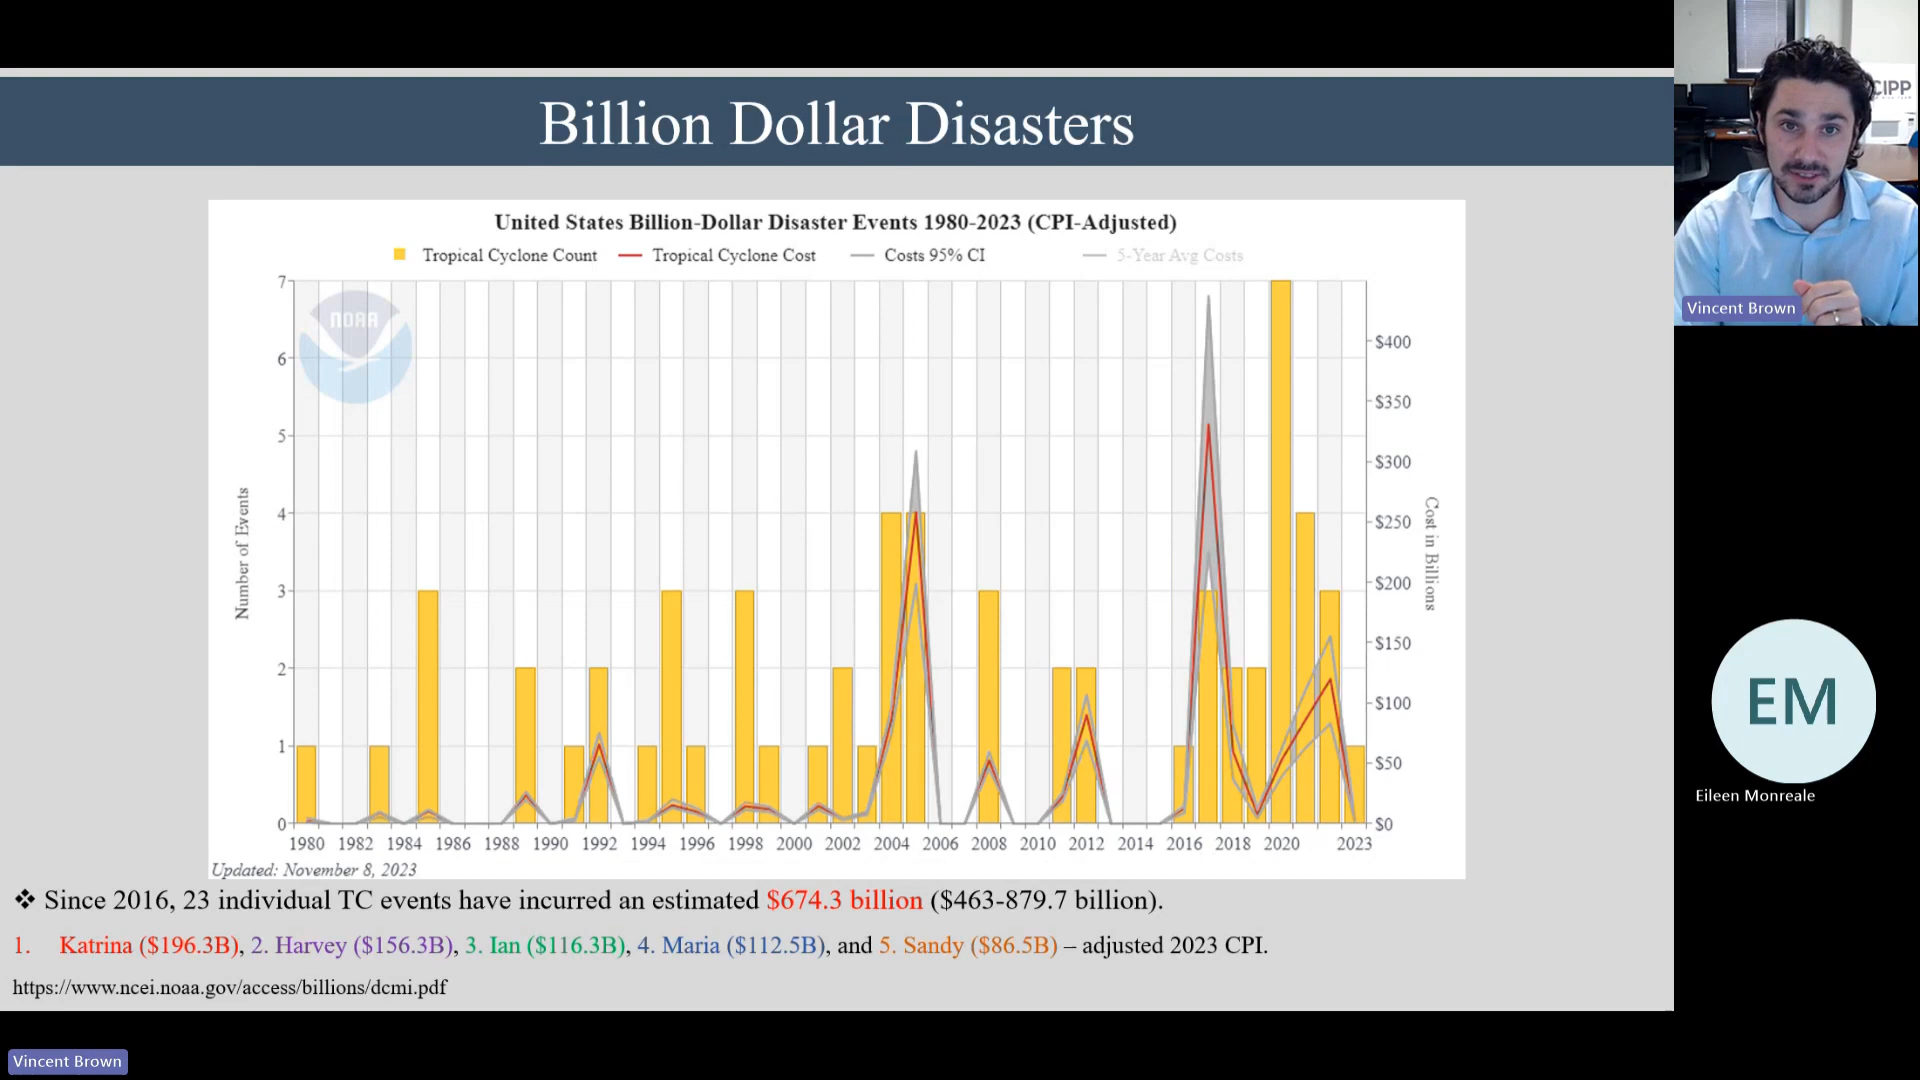 Billion Dollar Disasters
United States Billion-Dollar Disaster Events 1980-2023 (CPI-Adjusted)
Tropical Cyclone Count Tropical Cyclone Cost Costs 95% CI 5-Year Avg Costs
NOAA
7
6
5
4
3
2
1
0
Number of Events
$400
$350
$300
$250
$200
$150
$100
$50
$0
Cost in Billions
1980 1982 1984 1986 1988 1990 1992 1994 1996 1998 2000 2002 2004 2006 2008 2010 2012 2014 2016 2018 2020 2023
Updated: November 8, 2023
❖ Since 2016, 23 individual TC events have incurred an estimated $674.3 billion ($463-879.7 billion).
1. Katrina ($196.3B), 2. Harvey ($156.3B), 3. Ian ($116.3B), 4. Maria ($112.5B), and 5. Sandy ($86.5B) – adjusted 2023 CPI.
https://www.ncei.noaa.gov/access/billions/dcmi.pdf
CIPP
Vincent Brown
EM
Eileen Monreale
Vincent Brown